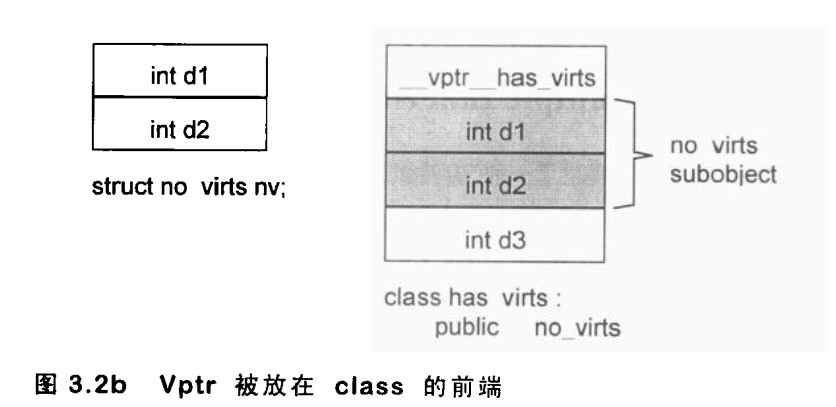 int d1
int d2
struct no virts nv;
__vptr__has_virts
int d1
int d2
int d3
no virts
subobject
class has virts :
public no_virts
图 3.2b Vptr 被放在 class 的前端